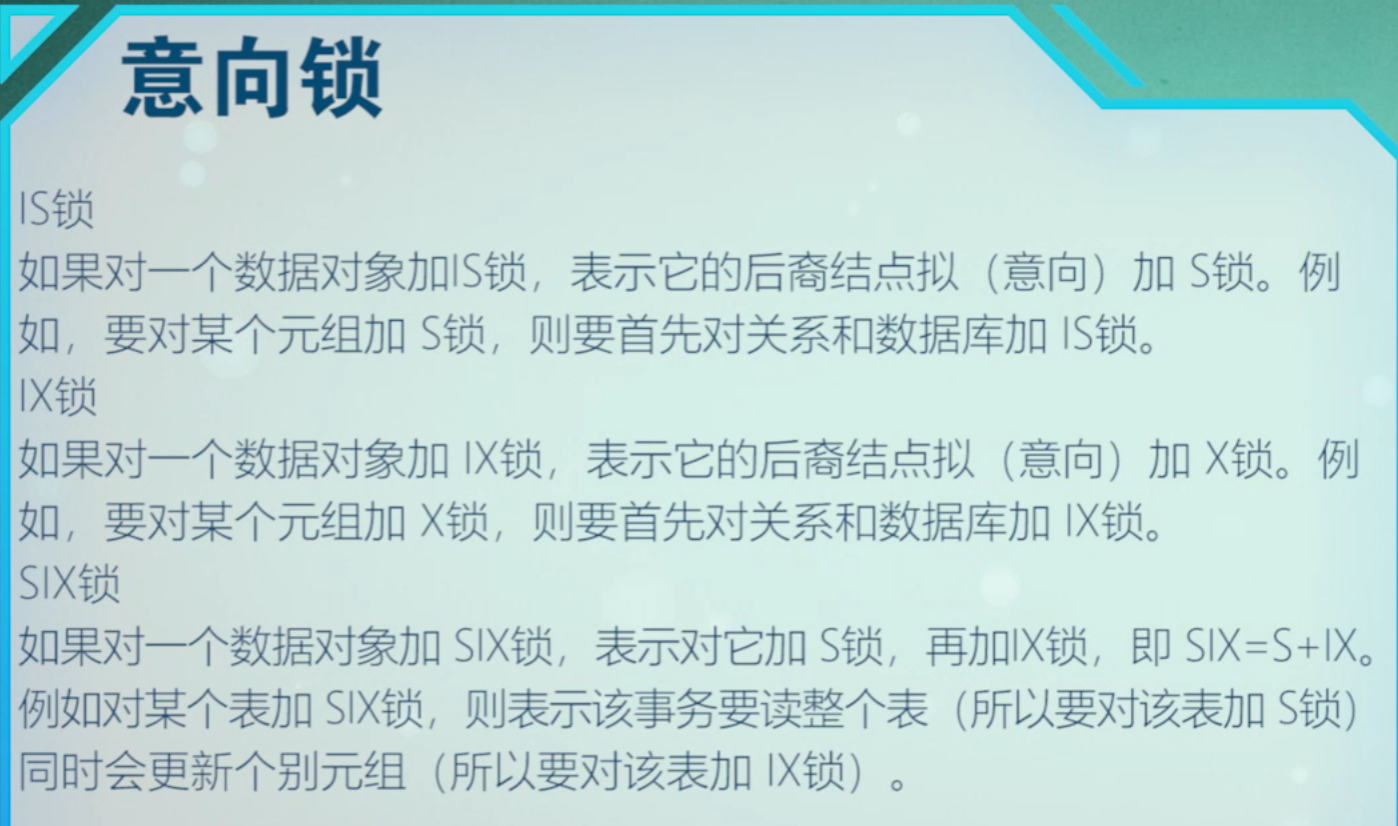 意向锁
IS锁
如果对一个数据对象加IS锁，表示它的后裔结点拟（意向）加 S锁。例
如，要对某个元组加 S锁，则要首先对关系和数据库加 IS锁。
IX锁
如果对一个数据对象加 IX锁，表示它的后裔结点拟（意向）加 X锁。例
如，要对某个元组加 X锁，则要首先对关系和数据库加 IX锁。
SIX锁
如果对一个数据对象加 SIX锁，表示对它加 S锁，再加IX锁，即 SIX=S+IX。
例如对某个表加 SIX锁，则表示该事务要读整个表（所以要对该表加 S锁）
同时会更新个别元组（所以要对该表加 IX锁）。